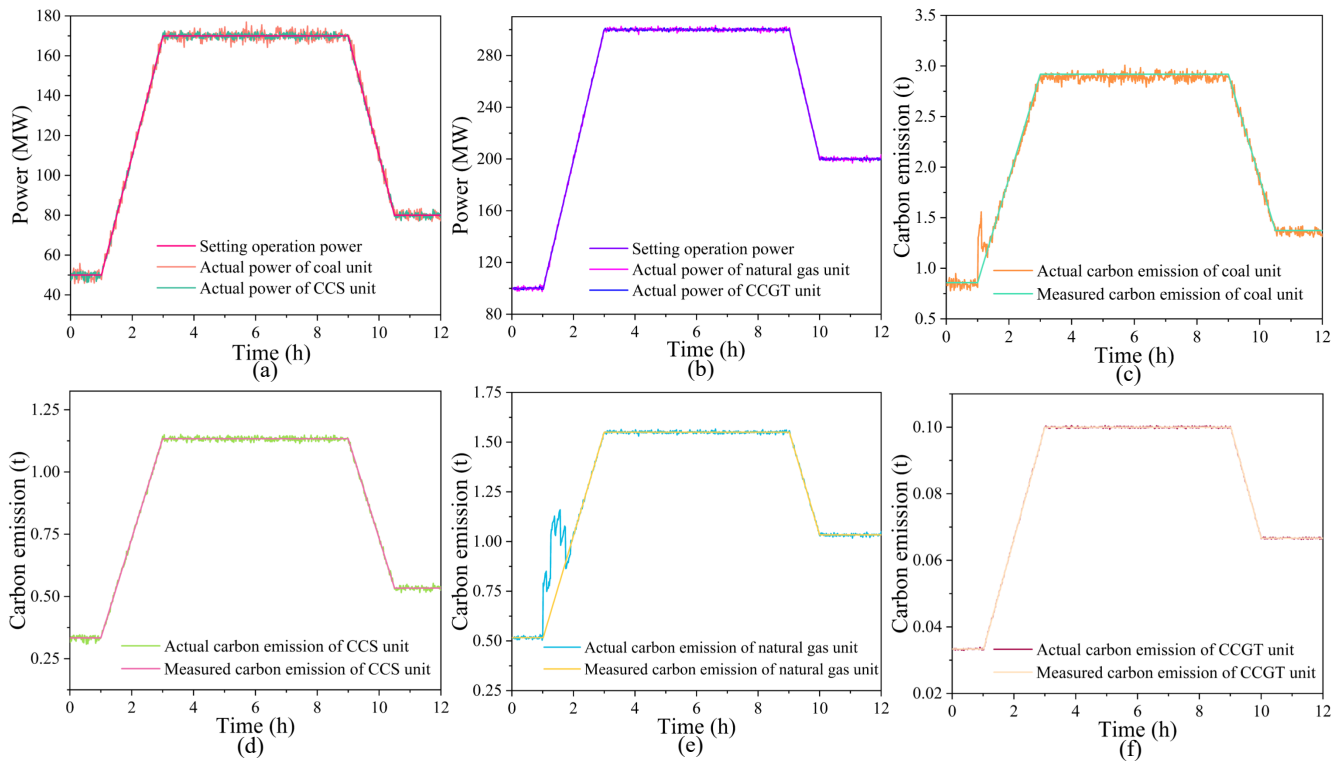 180
160
140
120
100
80
60
40
Power (MW)
Setting operation power
Actual power of coal unit
Actual power of CCS unit
0 2 4 6 8 10 12
Time (h)
(a)
280
240
200
160
120
80
Power (MW)
Setting operation power
Actual power of natural gas unit
Actual power of CCGT unit
0 2 4 6 8 10 12
Time (h)
(b)
3.5
3.0
2.5
2.0
1.5
1.0
0.5
Carbon emission (t)
Actual carbon emission of coal unit
Measured carbon emission of coal unit
0 2 4 6 8 10 12
Time (h)
(c)
1.25
1.00
0.75
0.50
0.25
Carbon emission (t)
Actual carbon emission of CCS unit
Measured carbon emission of CCS unit
0 2 4 6 8 10 12
Time (h)
(d)
1.75
1.50
1.25
1.00
0.75
0.50
0.25
Carbon emission (t)
Actual carbon emission of natural gas unit
Measured carbon emission of natural gas unit
0 2 4 6 8 10 12
Time (h)
(e)
0.10
0.08
0.06
0.04
0.02
Carbon emission (t)
Actual carbon emission of CCGT unit
Measured carbon emission of CCGT unit
0 2 4 6 8 10 12
Time (h)
(f)